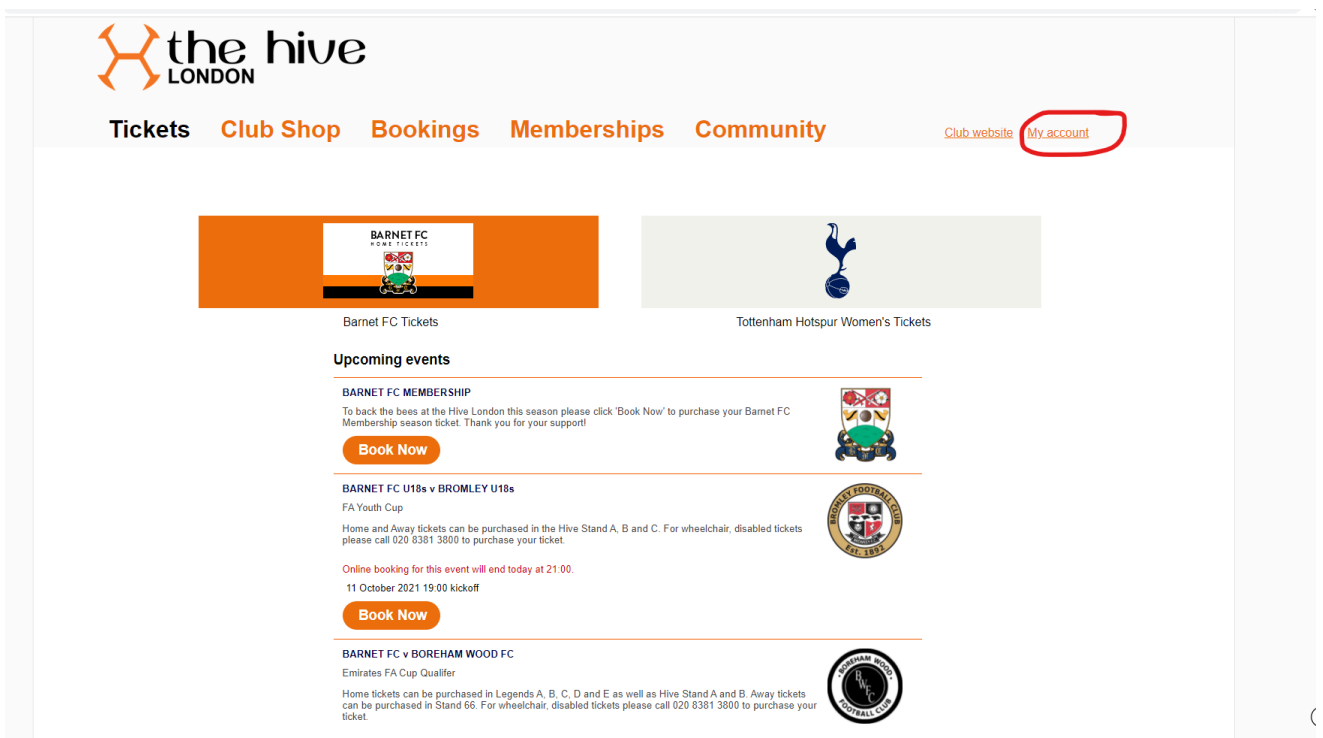 the hive
LONDON
Tickets Club Shop Bookings Memberships Community
Club website My account
BARNET FC
HOME TICKETS
Barnet FC Tickets
Tottenham Hotspur Women's Tickets
Upcoming events
BARNET FC MEMBERSHIP
To back the bees at the Hive London this season please click 'Book Now' to purchase your Barnet FC
Membership season ticket. Thank you for your support!
Book Now
BARNET FC U18s v BROMLEY U18s
FA Youth Cup
Home and Away tickets can be purchased in the Hive Stand A, B and C. For wheelchair, disabled tickets
please call 020 8381 3800 to purchase your ticket.
Online booking for this event will end today at 21:00.
11 October 2021 19:00 kickoff
Book Now
BROMLEY FOOTBALL CLUB
Est. 1892
BARNET FC v BOREHAM WOOD FC
Emirates FA Cup Qualifer
Home tickets can be purchased in Legends A, B, C, D and E as well as Hive Stand A and B. Away tickets
can be purchased in Stand 66. For wheelchair, disabled tickets please call 020 8381 3800 to purchase your
ticket.
BOREHAM WOOD
BWFC
FOOTBALL CLUB